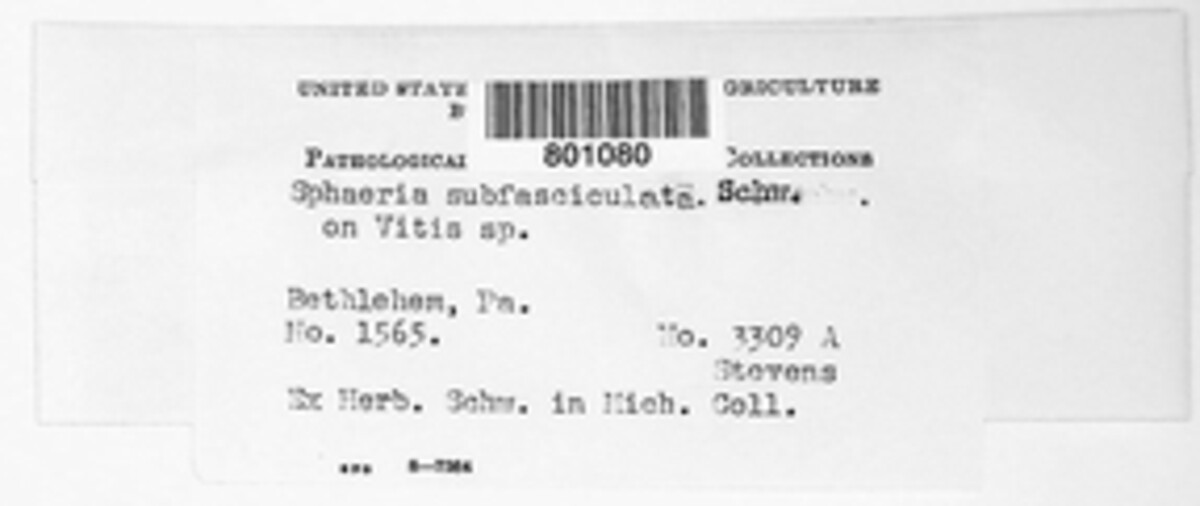 UNITED STATE GRICULTURE
B
801080
PATHOLOGICAL COLLECTIONS
Sphaeria subfasciculata. Schw. .
on Vitis sp.
Bethlehem, Pa.
No. 1565. No. 3309 A
Stevens
Ex Herb. Schw. in Mich. Coll.